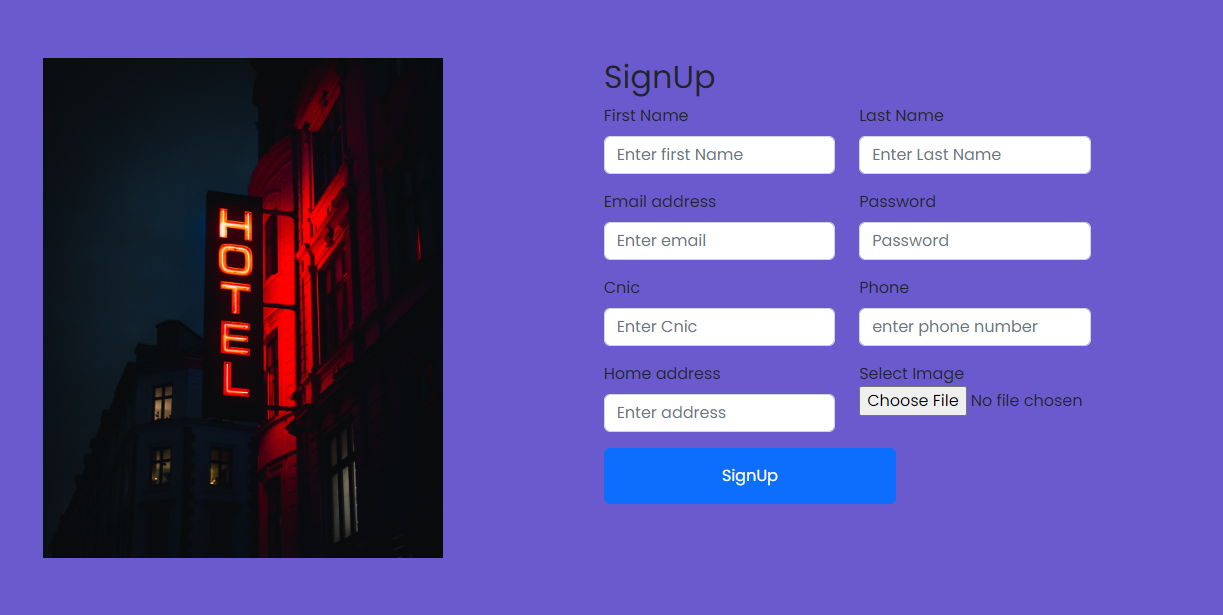 HOTEL
SignUp
First Name Last Name
Enter first Name Enter Last Name
Email address Password
Enter email Password
Cnic Phone
Enter Cnic enter phone number
Home address Select Image
Enter address Choose File No file chosen
SignUp